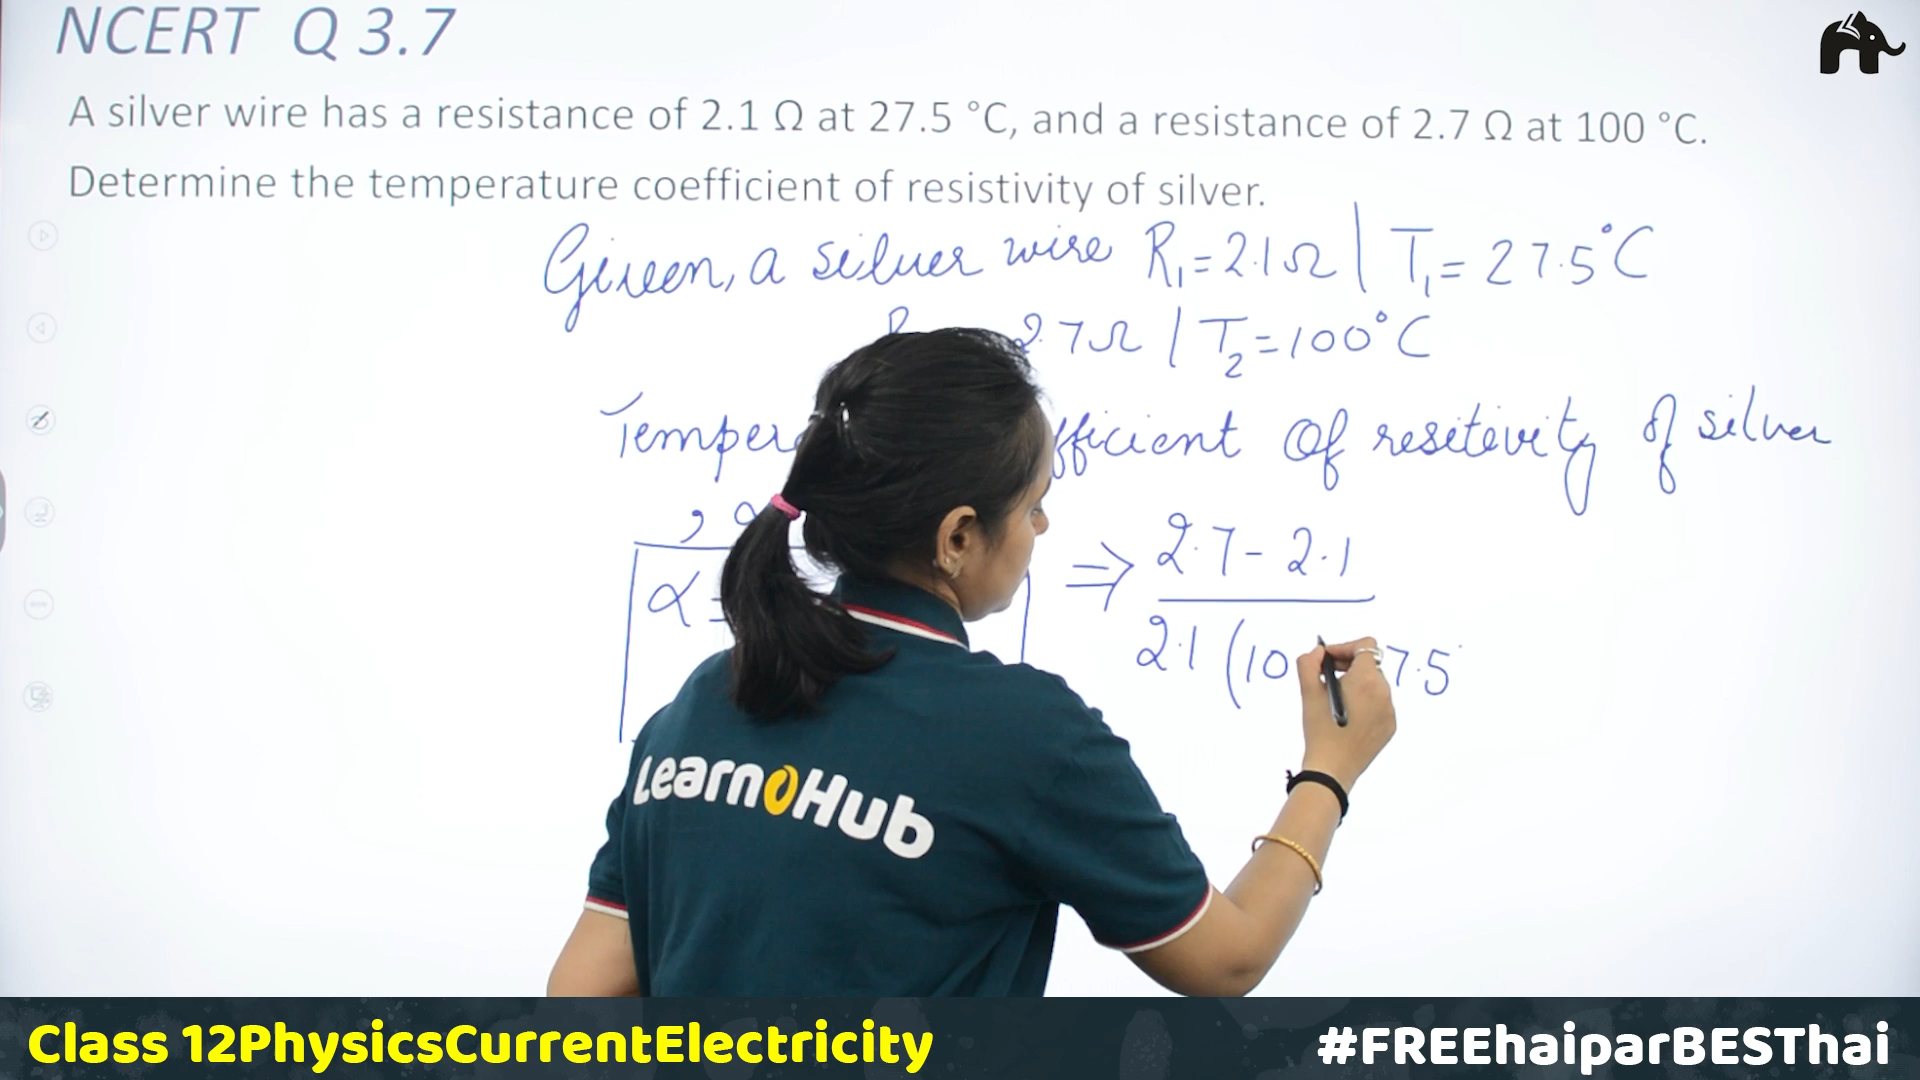 NCERT Q 3.7
A silver wire has a resistance of 2.1 Ω at 27.5 °C, and a resistance of 2.7 Ω at 100 °C.
Determine the temperature coefficient of resistivity of silver.
Given, a silver wire R₁ = 2.1 Ω | T₁ = 27.5°C
2.7 Ω | T₂ = 100°C
Temper fficient Of resitevity of silver
,
α = ⇒ 2.7 - 2.1
2.1 (10 7.5
LearnoHub
Class 12PhysicsCurrentElectricity
#FREEhaiparBESThai